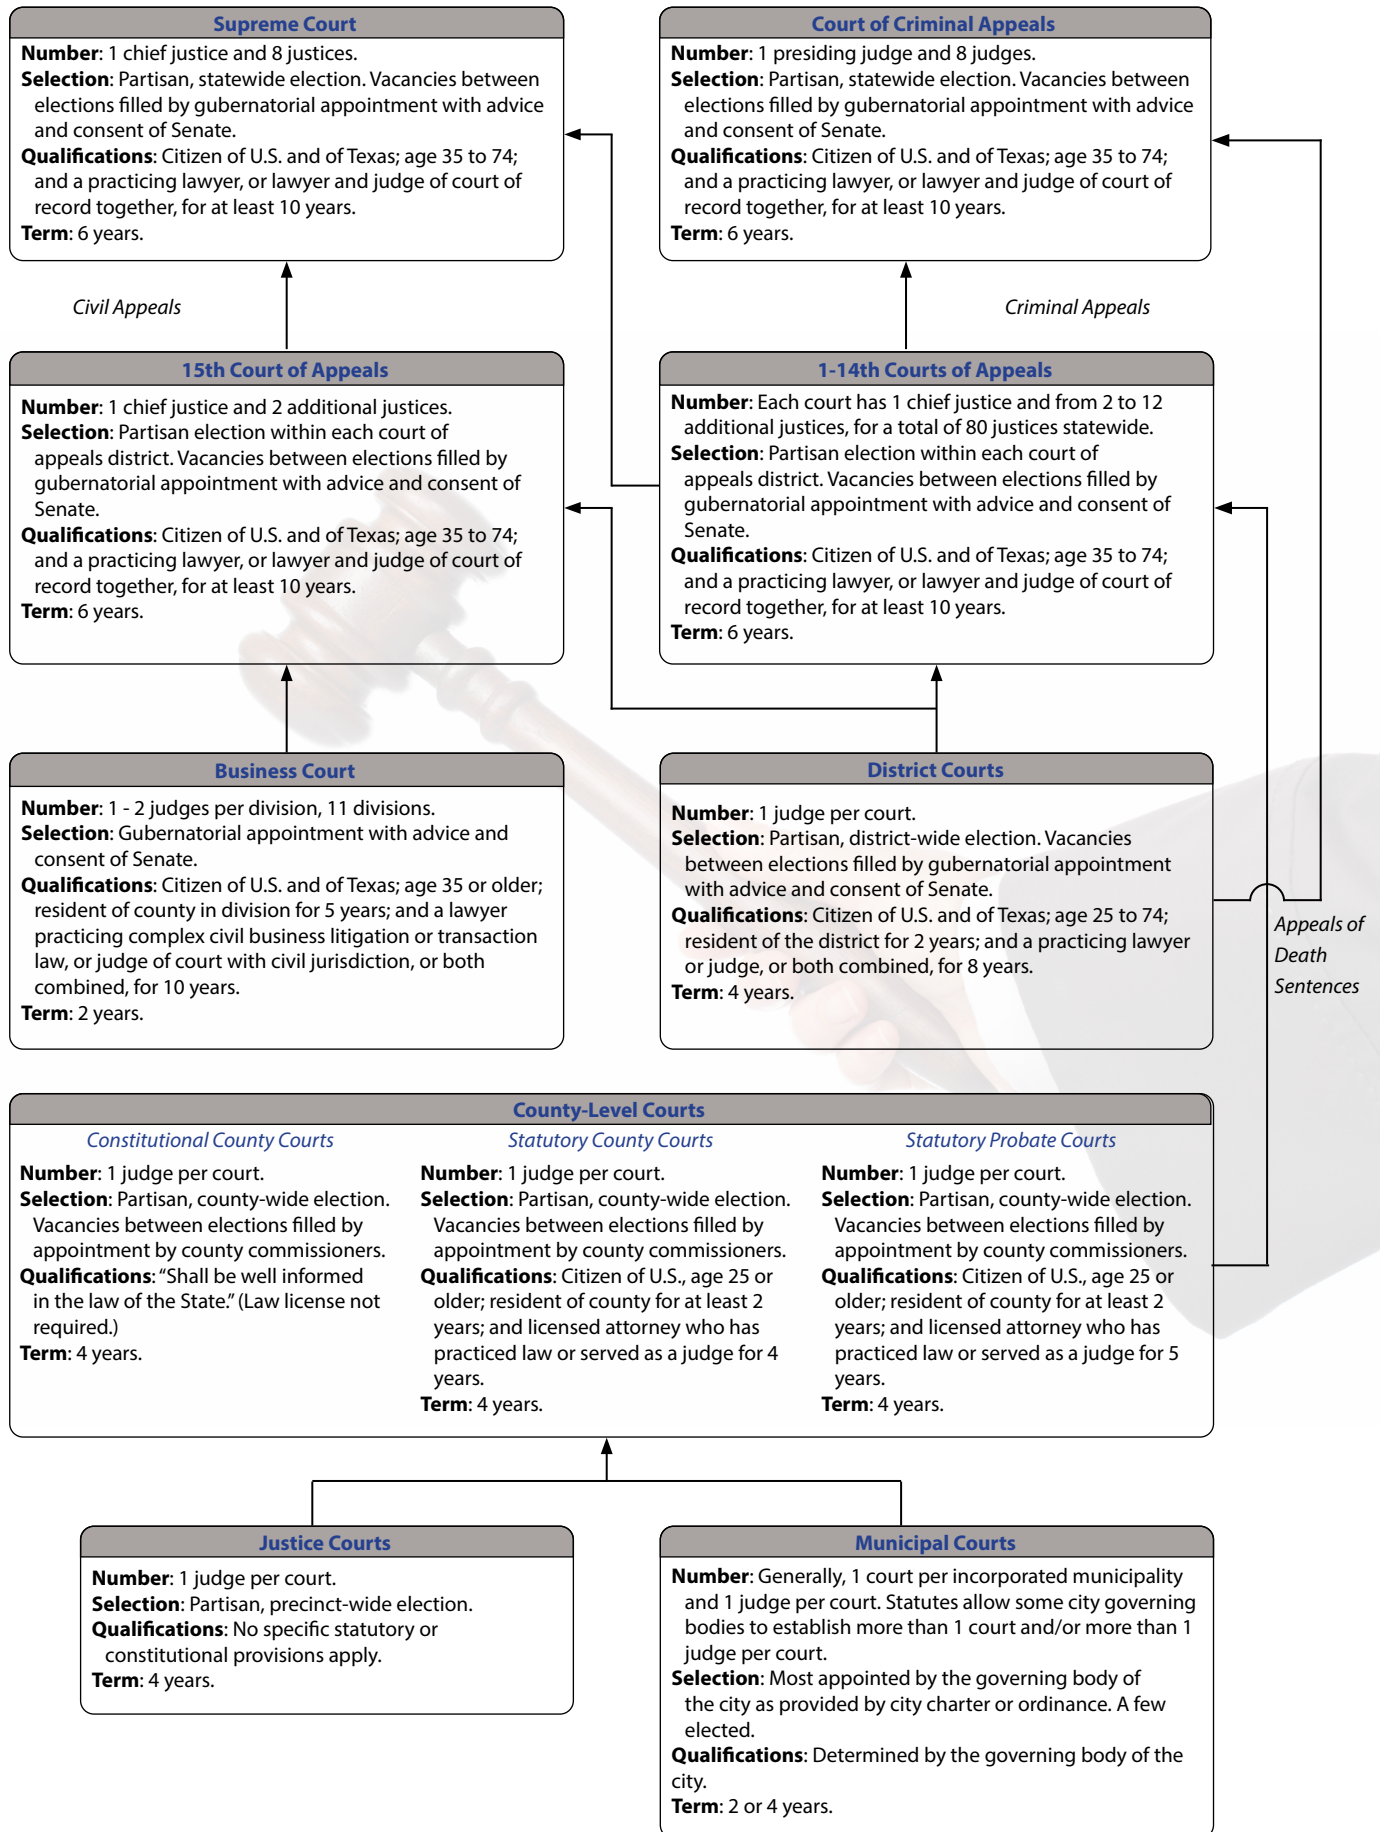 Supreme Court
Number: 1 chief justice and 8 justices.
Selection: Partisan, statewide election. Vacancies between
elections filled by gubernatorial appointment with advice
and consent of Senate.
Qualifications: Citizen of U.S. and of Texas; age 35 to 74;
and a practicing lawyer, or lawyer and judge of court of
record together, for at least 10 years.
Term: 6 years.
Court of Criminal Appeals
Number: 1 presiding judge and 8 judges.
Selection: Partisan, statewide election. Vacancies between
elections filled by gubernatorial appointment with advice
and consent of Senate.
Qualifications: Citizen of U.S. and of Texas; age 35 to 74;
and a practicing lawyer, or lawyer and judge of court of
record together, for at least 10 years.
Term: 6 years.
Civil Appeals
Criminal Appeals
15th Court of Appeals
Number: 1 chief justice and 2 additional justices.
Selection: Partisan election within each court of
appeals district. Vacancies between elections filled by
gubernatorial appointment with advice and consent of
Senate.
Qualifications: Citizen of U.S. and of Texas; age 35 to 74;
and a practicing lawyer, or lawyer and judge of court of
record together, for at least 10 years.
Term: 6 years.
1-14th Courts of Appeals
Number: Each court has 1 chief justice and from 2 to 12
additional justices, for a total of 80 justices statewide.
Selection: Partisan election within each court of
appeals district. Vacancies between elections filled by
gubernatorial appointment with advice and consent of
Senate.
Qualifications: Citizen of U.S. and of Texas; age 35 to 74;
and a practicing lawyer, or lawyer and judge of court of
record together, for at least 10 years.
Term: 6 years.
Business Court
Number: 1 - 2 judges per division, 11 divisions.
Selection: Gubernatorial appointment with advice and
consent of Senate.
Qualifications: Citizen of U.S. and of Texas; age 35 or older;
resident of county in division for 5 years; and a lawyer
practicing complex civil business litigation or transaction
law, or judge of court with civil jurisdiction, or both
combined, for 10 years.
Term: 2 years.
District Courts
Number: 1 judge per court.
Selection: Partisan, district-wide election. Vacancies
between elections filled by gubernatorial appointment
with advice and consent of Senate.
Qualifications: Citizen of U.S. and of Texas; age 25 to 74;
resident of the district for 2 years; and a practicing lawyer
or judge, or both combined, for 8 years.
Term: 4 years.
Appeals of
Death
Sentences
County-Level Courts
Constitutional County Courts
Number: 1 judge per court.
Selection: Partisan, county-wide election.
Vacancies between elections filled by
appointment by county commissioners.
Qualifications: “Shall be well informed
in the law of the State.” (Law license not
required.)
Term: 4 years.
Statutory County Courts
Number: 1 judge per court.
Selection: Partisan, county-wide election.
Vacancies between elections filled by
appointment by county commissioners.
Qualifications: Citizen of U.S., age 25 or
older; resident of county for at least 2
years; and licensed attorney who has
practiced law or served as a judge for 4
years.
Term: 4 years.
Statutory Probate Courts
Number: 1 judge per court.
Selection: Partisan, county-wide election.
Vacancies between elections filled by
appointment by county commissioners.
Qualifications: Citizen of U.S., age 25 or
older; resident of county for at least 2
years; and licensed attorney who has
practiced law or served as a judge for 5
years.
Term: 4 years.
Justice Courts
Number: 1 judge per court.
Selection: Partisan, precinct-wide election.
Qualifications: No specific statutory or
constitutional provisions apply.
Term: 4 years.
Municipal Courts
Number: Generally, 1 court per incorporated municipality
and 1 judge per court. Statutes allow some city governing
bodies to establish more than 1 court and/or more than 1
judge per court.
Selection: Most appointed by the governing body of
the city as provided by city charter or ordinance. A few
elected.
Qualifications: Determined by the governing body of the
city.
Term: 2 or 4 years.